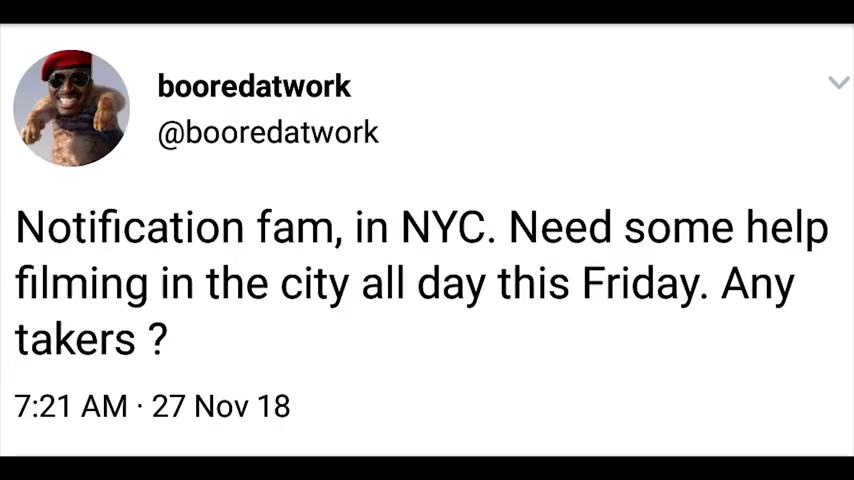 booredatwork
@booredatwork
Notification fam, in NYC. Need some help
filming in the city all day this Friday. Any
takers ?
7:21 AM · 27 Nov 18